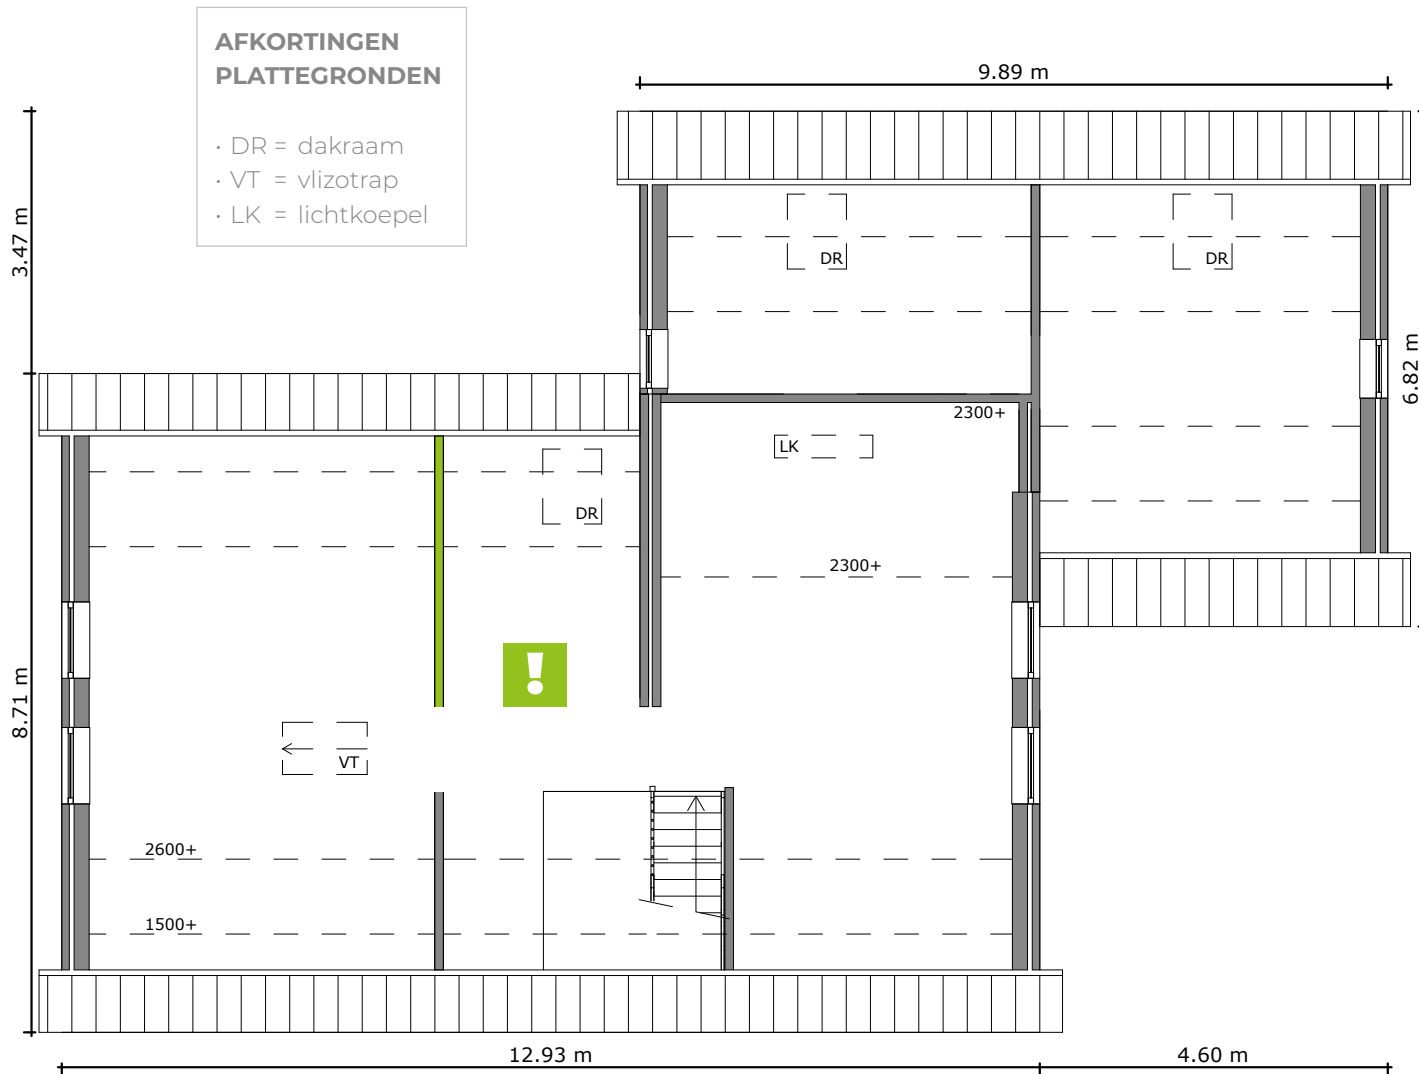 AFKORTINGEN
PLATTEGRONDEN
• DR = dakraam
• VT = vlizotrap
• LK = lichtkoepel
9.89 m
3.47 m
DR
DR
6.82 m
2300+
LK
DR
2300+
!
8.71 m
VT
2600+
1500+
12.93 m
4.60 m